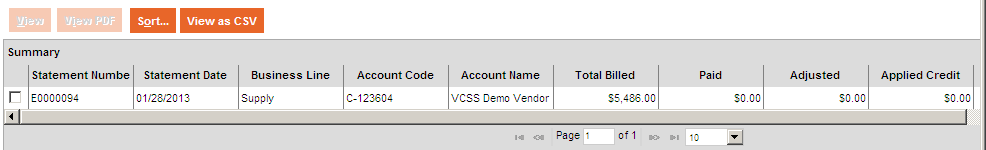 View View PDF Sort... View as CSV
Summary
Statement Numbe Statement Date Business Line Account Code Account Name Total Billed Paid Adjusted Applied Credit
E0000094 01/28/2013 Supply C-123604 VCSS Demo Vendor $5,486.00 $0.00 $0.00 $0.00
Page 1 of 1 10